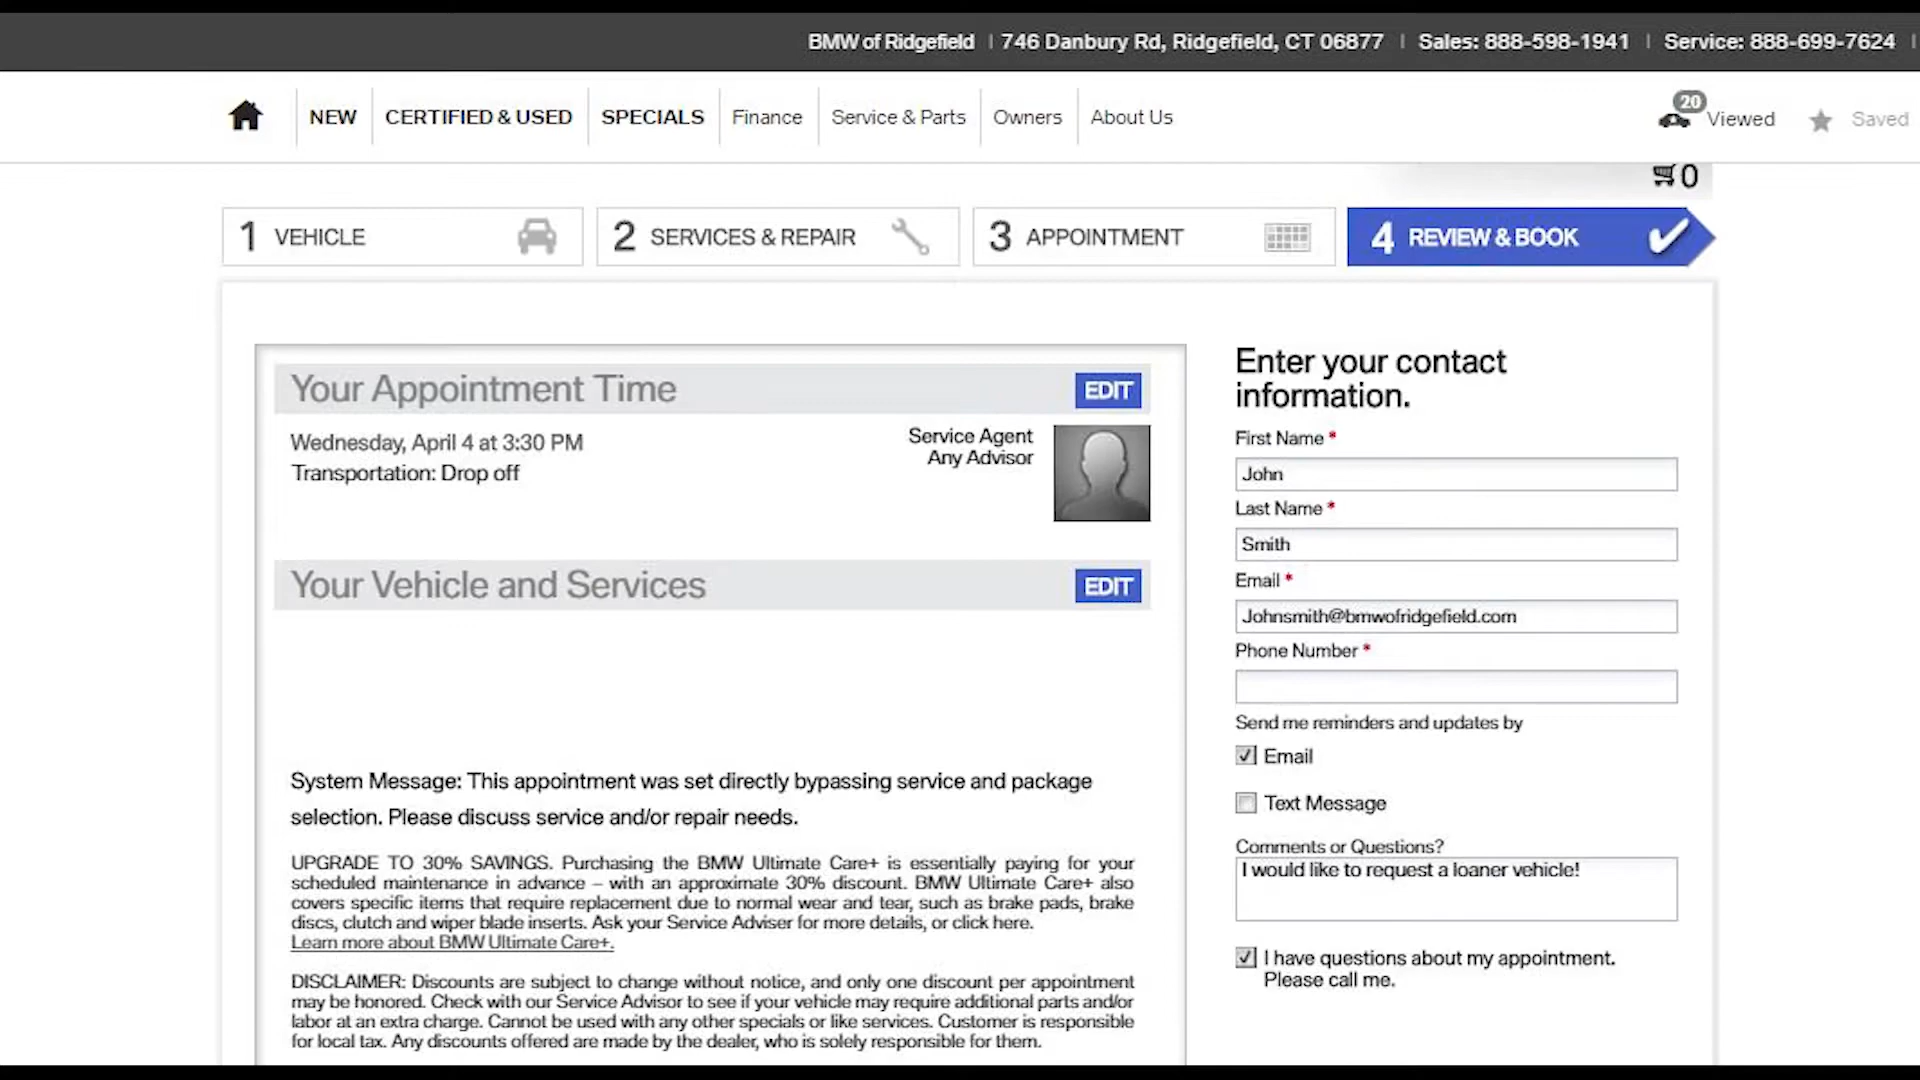 BMW of Ridgefield | 746 Danbury Rd, Ridgefield, CT 06877 | Sales: 888-598-1941 | Service: 888-699-7624 |
NEW CERTIFIED & USED SPECIALS Finance Service & Parts Owners About Us 20 Viewed Saved
0
1 VEHICLE 2 SERVICES & REPAIR 3 APPOINTMENT 4 REVIEW & BOOK
Your Appointment Time EDIT
Wednesday, April 4 at 3:30 PM
Transportation: Drop off
Service Agent
Any Advisor
Your Vehicle and Services EDIT
System Message: This appointment was set directly bypassing service and package
selection. Please discuss service and/or repair needs.
UPGRADE TO 30% SAVINGS. Purchasing the BMW Ultimate Care+ is essentially paying for your
scheduled maintenance in advance – with an approximate 30% discount. BMW Ultimate Care+ also
covers specific items that require replacement due to normal wear and tear, such as brake pads, brake
discs, clutch and wiper blade inserts. Ask your Service Adviser for more details, or click here.
Learn more about BMW Ultimate Care+.
DISCLAIMER: Discounts are subject to change without notice, and only one discount per appointment
may be honored. Check with our Service Advisor to see if your vehicle may require additional parts and/or
labor at an extra charge. Cannot be used with any other specials or like services. Customer is responsible
for local tax. Any discounts offered are made by the dealer, who is solely responsible for them.
Enter your contact
information.
First Name *
John
Last Name *
Smith
Email *
Johnsmith@bmwofridgefield.com
Phone Number *
Send me reminders and updates by
Email
Text Message
Comments or Questions?
I would like to request a loaner vehicle!
I have questions about my appointment.
Please call me.